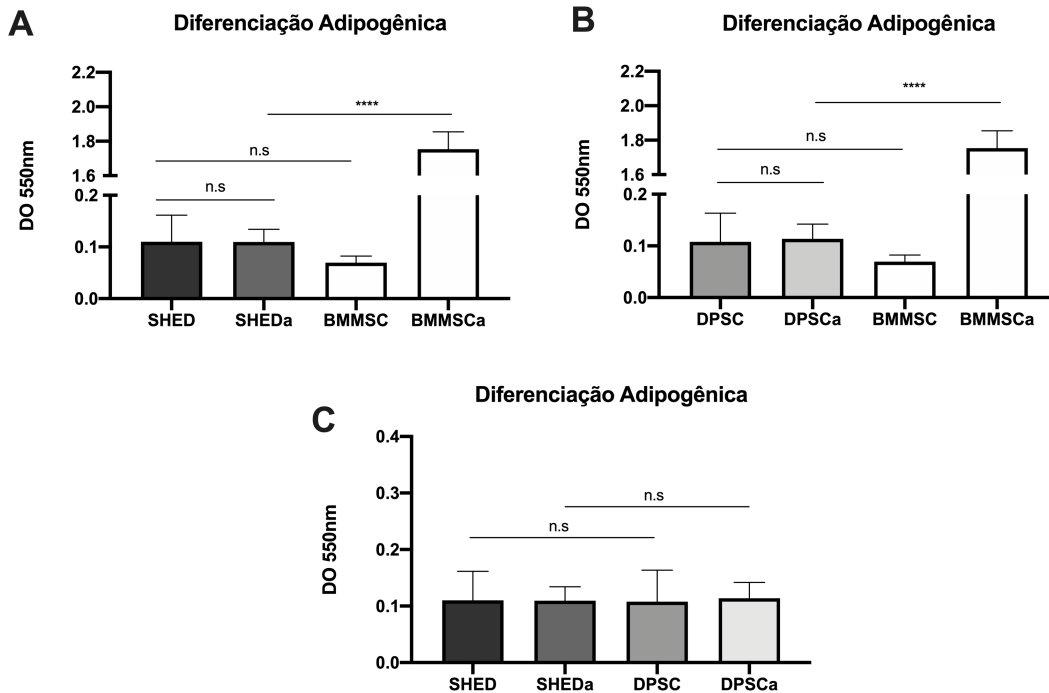 A
Diferenciação Adipogênica
DO 550nm
2.2
2.0
1.8
1.6
0.2
0.1
0.0
****
n.s
n.s
SHED SHEDa BMMSC BMMSCa
B
Diferenciação Adipogênica
DO 550nm
2.2
2.0
1.8
1.6
0.2
0.1
0.0
****
n.s
n.s
DPSC DPSCa BMMSC BMMSCa
C
Diferenciação Adipogênica
DO 550nm
0.4
0.3
0.2
0.1
0.0
n.s
n.s
SHED SHEDa DPSC DPSCa